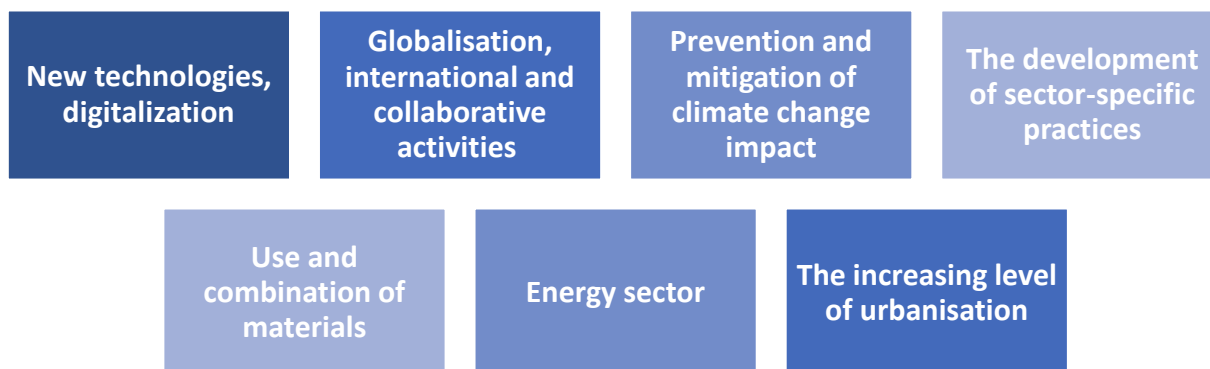 New technologies,
digitalization
Globalisation,
international and
collaborative
activities
Prevention and
mitigation of
climate change
impact
The development
of sector-specific
practices
Use and
combination of
materials
Energy sector
The increasing level
of urbanisation